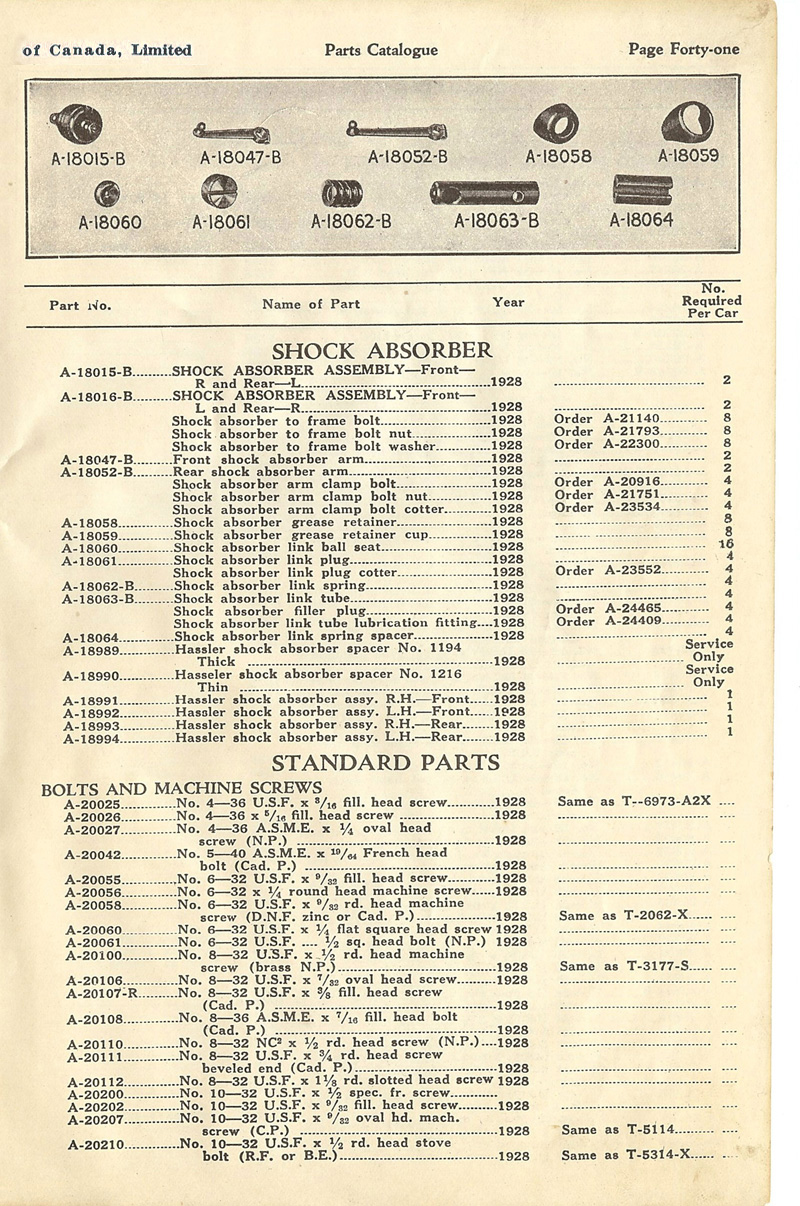 of Canada, Limited Parts Catalogue Page Forty-one
A-18015-B A-18047-B A-18052-B A-18058 A-18059
A-18060 A-18061 A-18062-B A-18063-B A-18064
Part No. Name of Part Year No. Required Per Car
SHOCK ABSORBER
A-18015-B..........SHOCK ABSORBER ASSEMBLY—Front—
R and Rear—L..........1928 .......... 2
A-18016-B..........SHOCK ABSORBER ASSEMBLY—Front—
L and Rear—R..........1928 .......... 2
Shock absorber to frame bolt..........1928 Order A-21140.......... 8
Shock absorber to frame bolt nut..........1928 Order A-21793.......... 8
Shock absorber to frame bolt washer..........1928 Order A-22300.......... 8
A-18047-B..........Front shock absorber arm..........1928 .......... 2
A-18052-B..........Rear shock absorber arm..........1928 .......... 2
Shock absorber arm clamp bolt..........1928 Order A-20916.......... 4
Shock absorber arm clamp bolt nut..........1928 Order A-21751.......... 4
Shock absorber arm clamp bolt cotter..........1928 Order A-23534.......... 4
A-18058..........Shock absorber grease retainer..........1928 .......... 8
A-18059..........Shock absorber grease retainer cup..........1928 .......... 8
A-18060..........Shock absorber link ball seat..........1928 .......... 16
A-18061..........Shock absorber link plug..........1928 .......... 4
Shock absorber link plug cotter..........1928 Order A-23552.......... 4
A-18062-B..........Shock absorber link spring..........1928 .......... 4
A-18063-B..........Shock absorber link tube..........1928 .......... 4
Shock absorber filler plug..........1928 Order A-24465.......... 4
Shock absorber link tube lubrication fitting....1928 Order A-24409.......... 4
A-18064..........Shock absorber link spring spacer..........1928 .......... 4
A-18989..........Hassler shock absorber spacer No. 1194 Service
Thick ..........1928 .......... Only
A-18990..........Hasseler shock absorber spacer No. 1216 Service
Thin ..........1928 .......... Only
A-18991..........Hassler shock absorber assy. R.H.—Front......1928 .......... 1
A-18992..........Hassler shock absorber assy. L.H.—Front......1928 .......... 1
A-18993..........Hassler shock absorber assy. R.H.—Rear.......1928 .......... 1
A-18994..........Hassler shock absorber assy. L.H.—Rear.......1928 .......... 1
STANDARD PARTS
BOLTS AND MACHINE SCREWS
A-20025..........No. 4—36 U.S.F. x 3/16 fill. head screw..........1928 Same as T--6973-A2X ....
A-20026..........No. 4—36 x 5/16 fill. head screw ..........1928 ..........
A-20027..........No. 4—36 A.S.M.E. x 1/4 oval head
screw (N.P.) ..........1928 ..........
A-20042..........No. 5—40 A.S.M.E. x 19/64 French head
bolt (Cad. P.) ..........1928 ..........
A-20055..........No. 6—32 U.S.F. x 9/32 fill. head screw..........1928 ..........
A-20056..........No. 6—32 x 1/4 round head machine screw......1928 ..........
A-20058..........No. 6—32 U.S.F. x 9/32 rd. head machine
screw (D.N.F. zinc or Cad. P.)..........1928 Same as T-2062-X...... ....
A-20060..........No. 6—32 U.S.F. x 1/4 flat square head screw 1928 ..........
A-20061..........No. 6—32 U.S.F. .... 1/2 sq. head bolt (N.P.) 1928 ..........
A-20100..........No. 8—32 U.S.F. x 1/2 rd. head machine
screw (brass N.P.)..........1928 Same as T-3177-S...... ....
A-20106..........No. 8—32 U.S.F. x 7/32 oval head screw..........1928 ..........
A-20107-R..........No. 8—32 U.S.F. x 3/8 fill. head screw
(Cad. P.) ..........1928 ..........
A-20108..........No. 8—36 A.S.M.E. x 7/16 fill. head bolt
(Cad. P.) ..........1928 ..........
A-20110..........No. 8—32 NC² x 1/2 rd. head screw (N.P.)....1928 ..........
A-20111..........No. 8—32 U.S.F. x 3/4 rd. head screw
beveled end (Cad. P.)..........1928 ..........
A-20112..........No. 8—32 U.S.F. x 1 1/8 rd. slotted head screw 1928 ..........
A-20200..........No. 10—32 U.S.F. x 1/2 spec. fr. screw..........
A-20202..........No. 10—32 U.S.F. x 9/32 fill. head screw..........1928 ..........
A-20207..........No. 10—32 U.S.F. x 9/32 oval hd. mach.
screw (C.P.) ..........1928 Same as T-5114.......... ....
A-20210..........No. 10—32 U.S.F. x 1/2 rd. head stove
bolt (R.F. or B.E.)..........1928 Same as T-5314-X...... ....